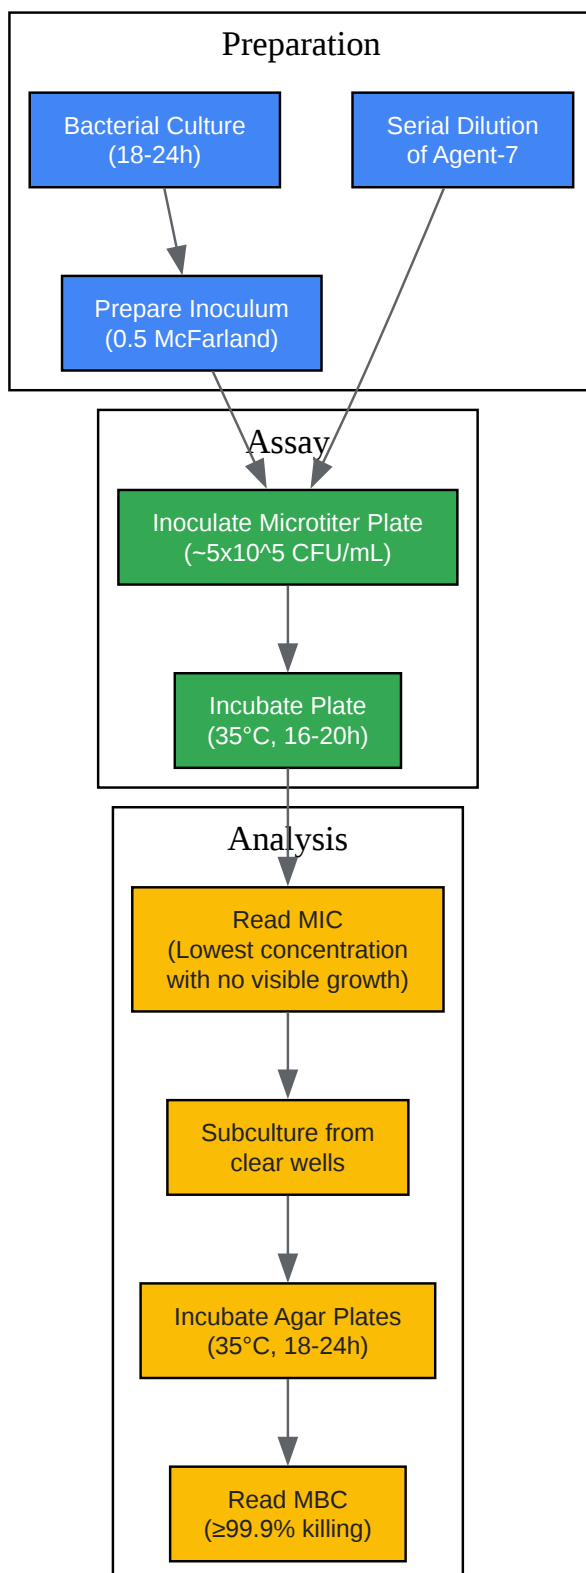 Preparation
Bacterial Culture
(18-24h)
Serial Dilution
of Agent-7
Prepare Inoculum
(0.5 McFarland)
Assay
Inoculate Microtiter Plate
(~5x10^5 CFU/mL)
Incubate Plate
(35°C, 16-20h)
Analysis
Read MIC
(Lowest concentration
with no visible growth)
Subculture from
clear wells
Incubate Agar Plates
(35°C, 18-24h)
Read MBC
(≥99.9% killing)